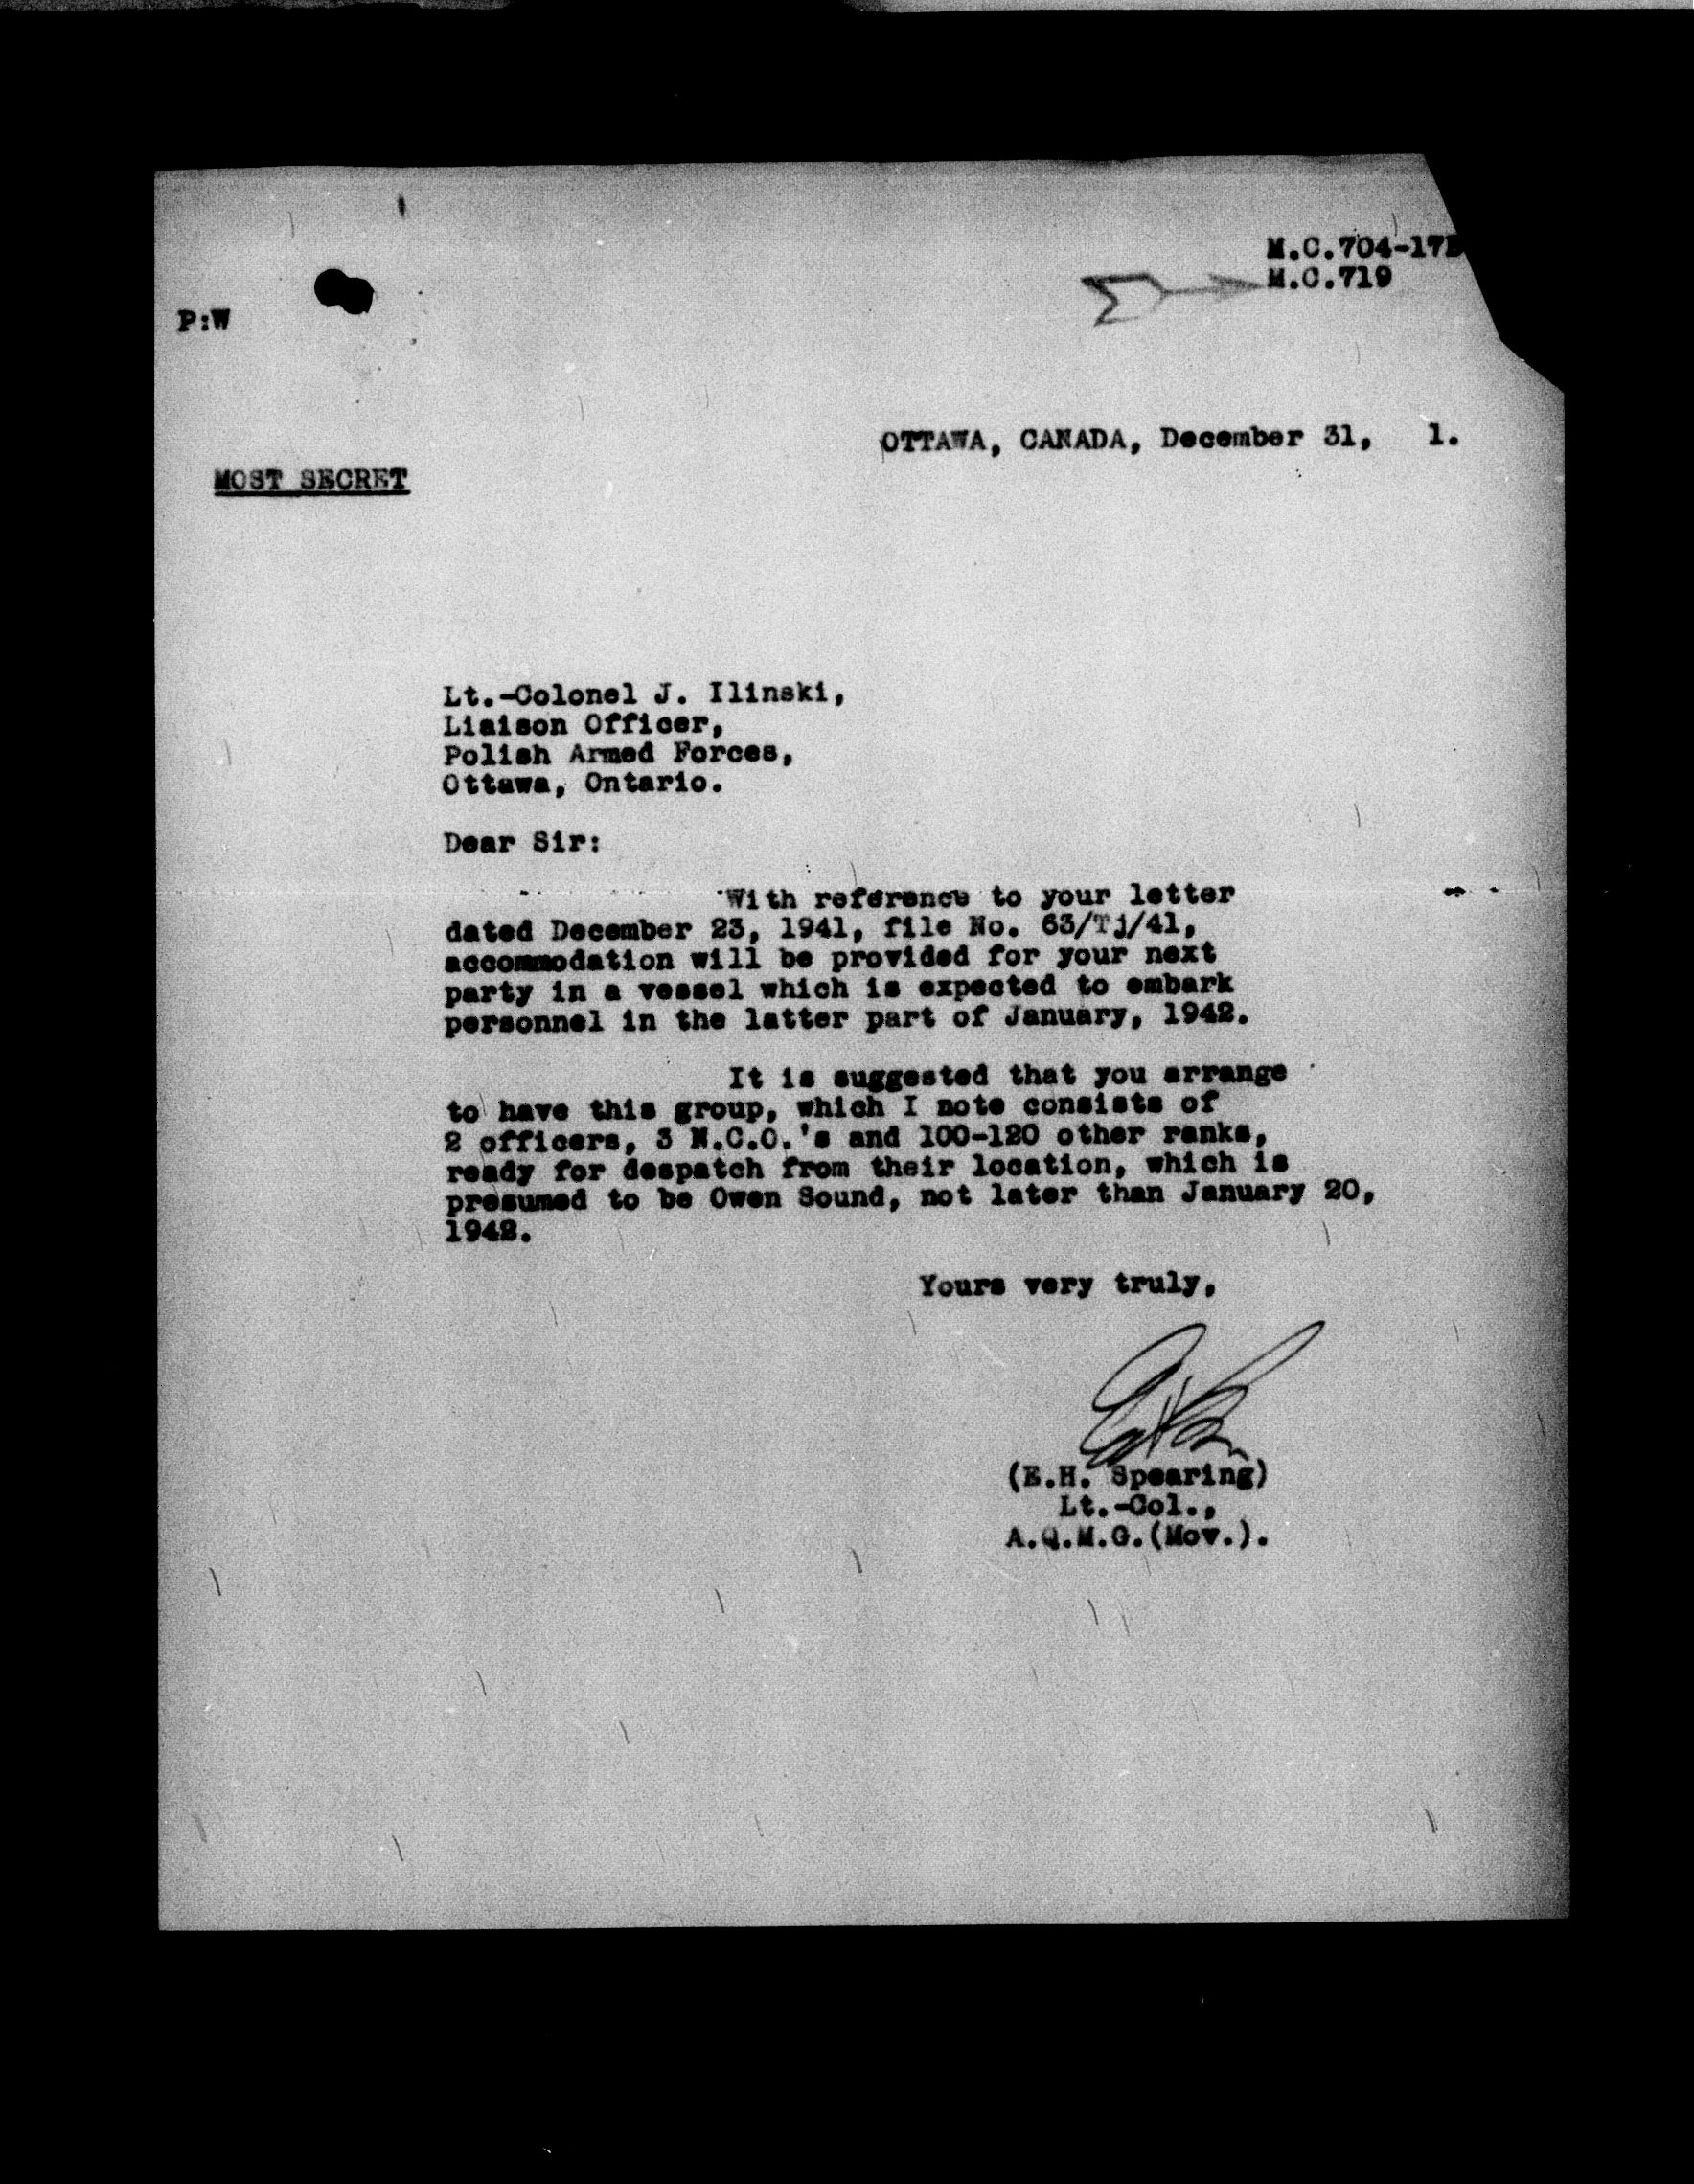 M.C.704-17
M.C.719
P:W
OTTAWA, CANADA, December 31, 1.
MOST SECRET
Lt.-Colonel J. Ilinski,
Liaison Officer,
Polish Armed Forces,
Ottawa, Ontario.
Dear Sir:
With reference to your letter
dated December 23, 1941, file No. 63/Tj/41,
accommodation will be provided for your next
party in a vessel which is expected to embark
personnel in the latter part of January, 1942.
It is suggested that you arrange
to have this group, which I note consists of
2 officers, 3 N.C.O.'s and 100-120 other ranks,
ready for despatch from their location, which is
presumed to be Owen Sound, not later than January 20,
1942.
Yours very truly,
(E.H. Spearing)
Lt.-Col.,
A.Q.M.G.(Mov.).